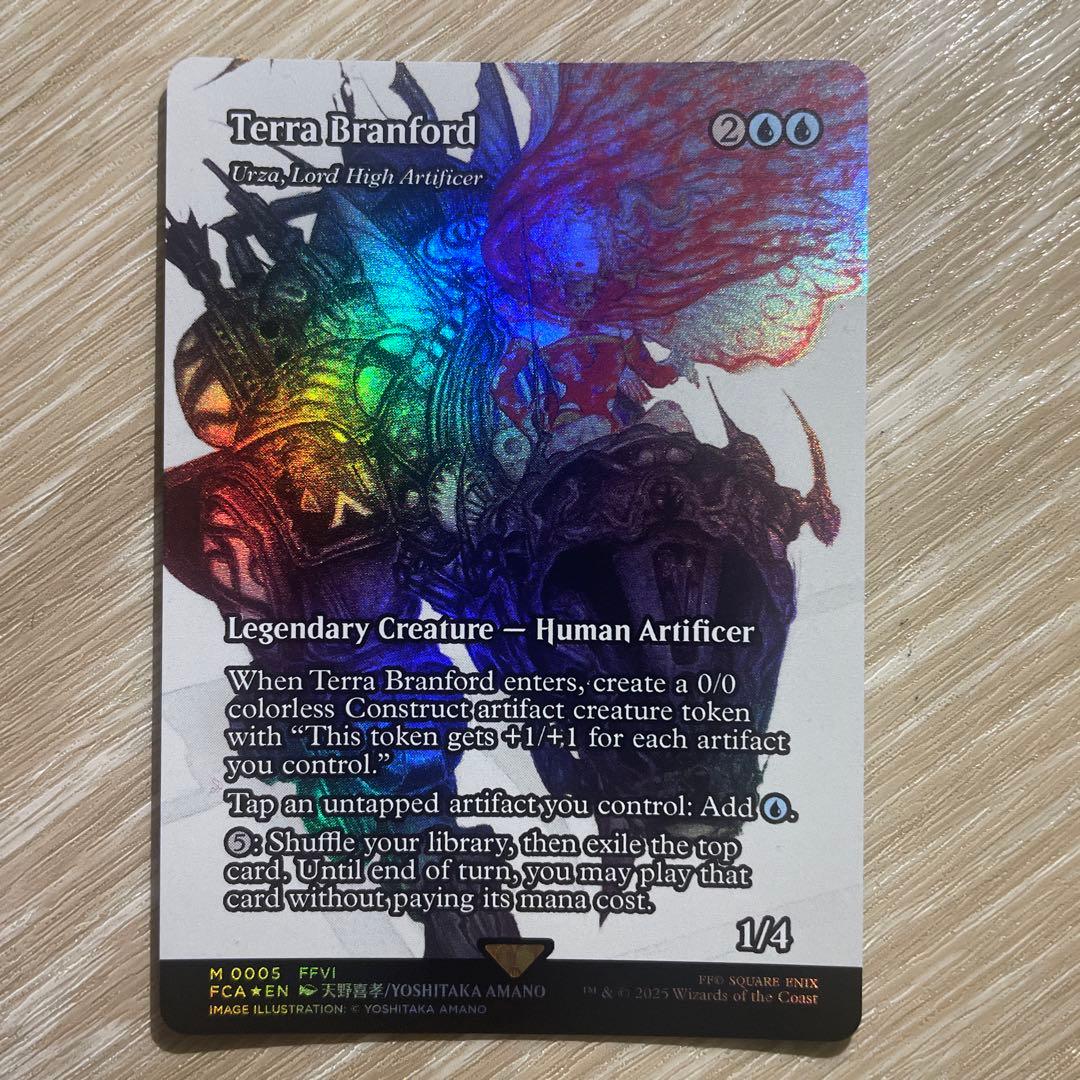 Terra Branford
2
Urza, Lord High Artificer
Legendary Creature — Human Artificer
When Terra Branford enters, create a 0/0
colorless Construct artifact creature token
with “This token gets +1/+1 for each artifact
you control.”
Tap an untapped artifact you control: Add .
5: Shuffle your library, then exile the top
card. Until end of turn, you may play that
card without paying its mana cost.
1/4
M 0005 FFVI
FCA★EN 天野喜孝/YOSHITAKA AMANO
IMAGE ILLUSTRATION: © YOSHITAKA AMANO
FF© SQUARE ENIX
™ & © 2025 Wizards of the Coast